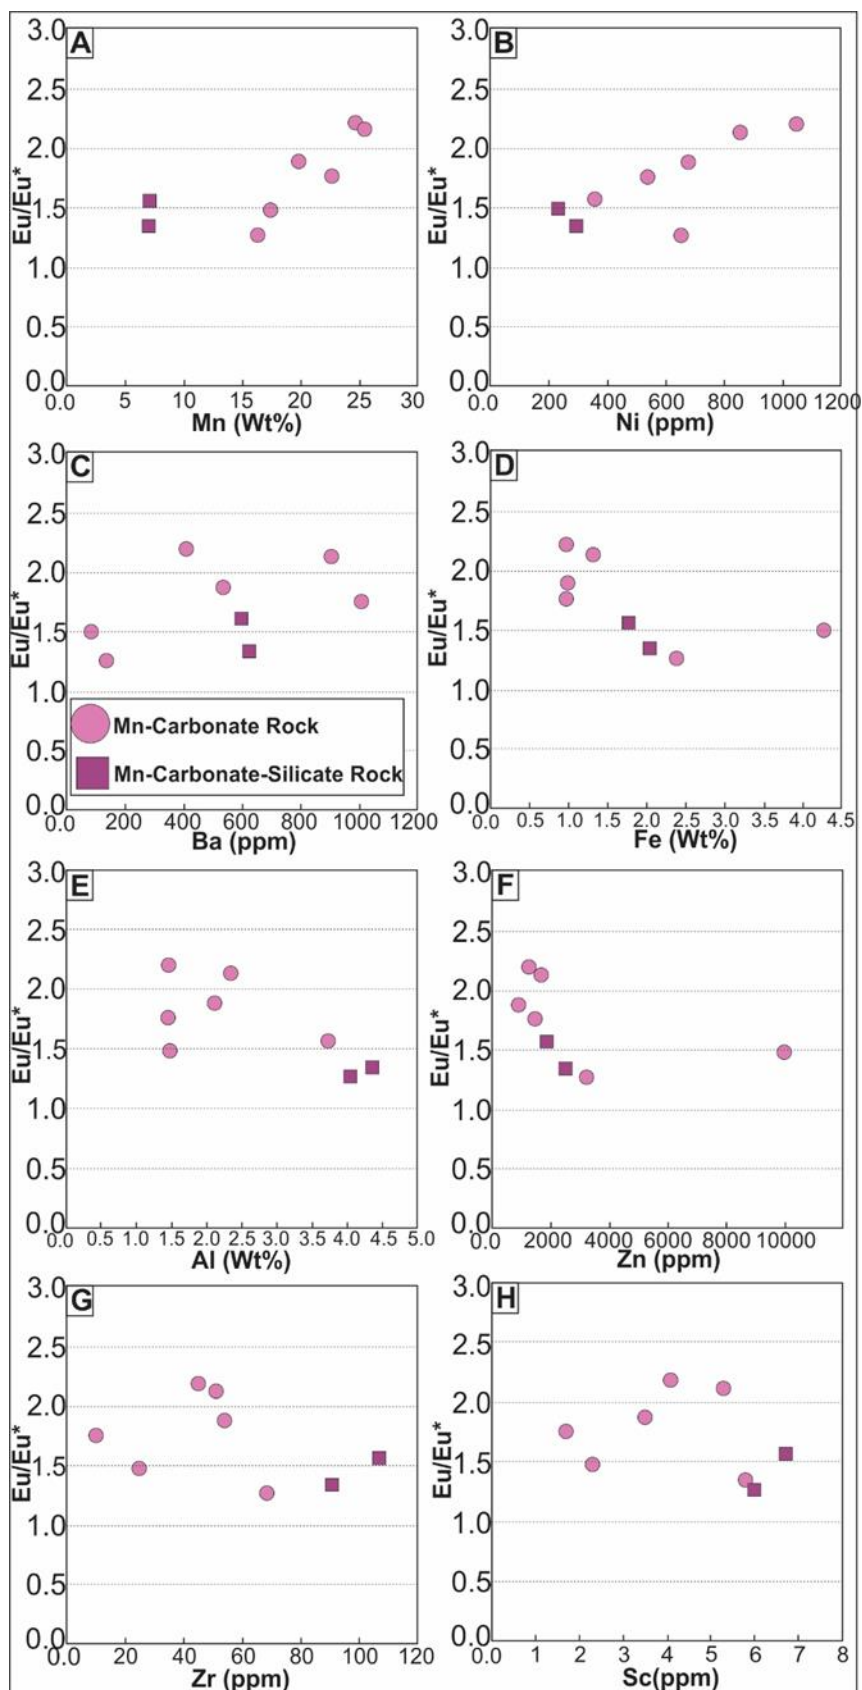 A
3.0
2.5
2.0
1.5
1.0
0.5
0.0
Eu/Eu*
0.0 5 10 15 20 25 30
Mn (Wt%)
B
3.0
2.5
2.0
1.5
1.0
0.5
0.0
Eu/Eu*
0.0 200 400 600 800 1000 1200
Ni (ppm)
C
3.0
2.5
2.0
1.5
1.0
0.5
0.0
Eu/Eu*
Mn-Carbonate Rock
Mn-Carbonate-Silicate Rock
0.0 200 400 600 800 1000 1200
Ba (ppm)
D
3.0
2.5
2.0
1.5
1.0
0.5
0.0
Eu/Eu*
0.0 0.5 1.0 1.5 2.0 2.5 3.0 3.5 4.0 4.5
Fe (Wt%)
E
3.0
2.5
2.0
1.5
1.0
0.5
0.0
Eu/Eu*
0.0 0.5 1.0 1.5 2.0 2.5 3.0 3.5 4.0 4.5 5.0
Al (Wt%)
F
3.0
2.5
2.0
1.5
1.0
0.5
0.0
Eu/Eu*
0.0 2000 4000 6000 8000 10000
Zn (ppm)
G
3.0
2.5
2.0
1.5
1.0
0.5
0.0
Eu/Eu*
0.0 20 40 60 80 100 120
Zr (ppm)
H
3.0
2.5
2.0
1.5
1.0
0.5
0.0
Eu/Eu*
0.0 1 2 3 4 5 6 7 8
Sc(ppm)